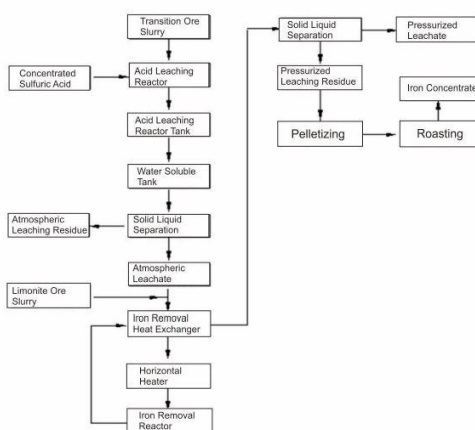 Transition Ore
Slurry
Concentrated
Sulfuric Acid
Acid Leaching
Reactor
Acid Leaching
Reactor Tank
Water Soluble
Tank
Atmospheric
Leaching Residue
Solid Liquid
Separation
Atmospheric
Leachate
Limonite Ore
Slurry
Iron Removal
Heat Exchanger
Horizontal
Heater
Iron Removal
Reactor
Solid Liquid
Separation
Pressurized
Leachate
Pressurized
Leaching Residue
Iron Concentrate
Pelletizing
Roasting